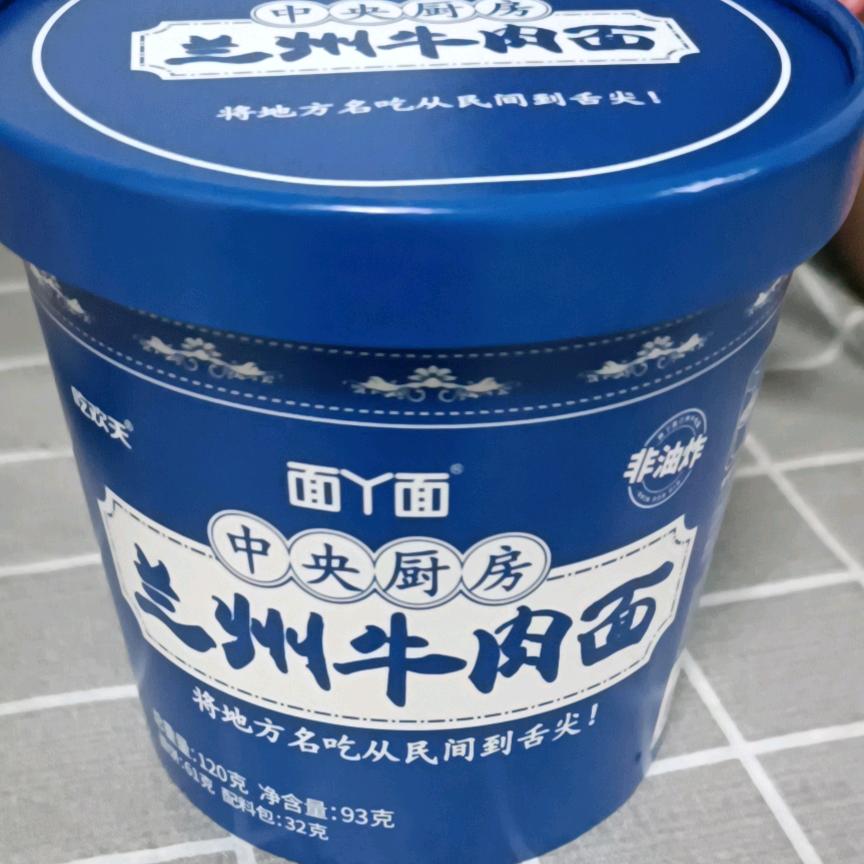 中央厨房
兰州牛肉面
将地方名吃从民间到舌尖!
面丫面®
非油炸
中央厨房
兰州牛肉面
将地方名吃从民间到舌尖!
:120克 净含量:93克
:61克 配料包:32克